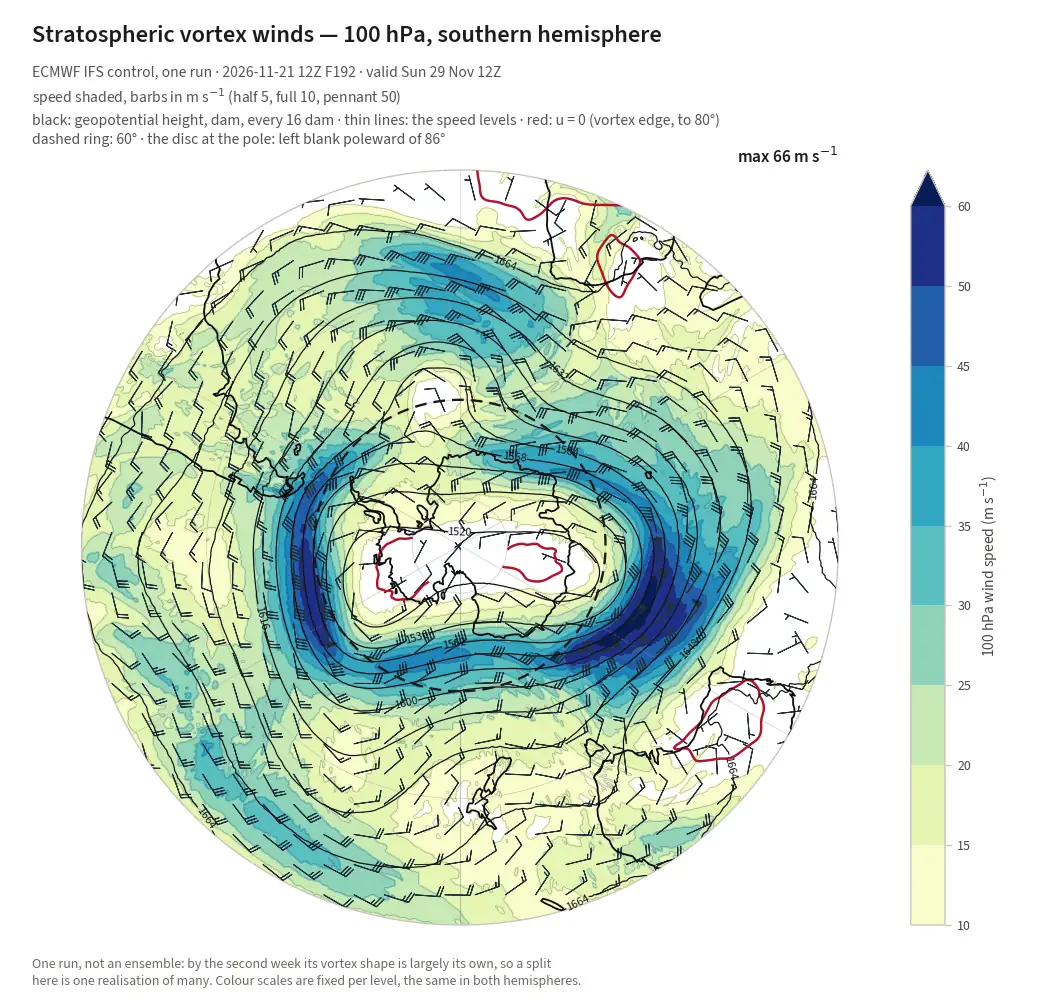 Stratospheric vortex winds — 100 hPa, southern hemisphere
ECMWF IFS control, one run · 2026-11-21 12Z F192 · valid Sun 29 Nov 12Z
speed shaded, barbs in m s⁻¹ (half 5, full 10, pennant 50)
black: geopotential height, dam, every 16 dam · thin lines: the speed levels · red: u = 0 (vortex edge, to 80°)
dashed ring: 60° · the disc at the pole: left blank poleward of 86°
max 66 m s⁻¹
60
50
45
40
35
30
25
20
15
10
100 hPa wind speed (m s⁻¹)
1664
1664
1568
1520
1616
1600
1664
1664
1664
One run, not an ensemble: by the second week its vortex shape is largely its own, so a split
here is one realisation of many. Colour scales are fixed per level, the same in both hemispheres.